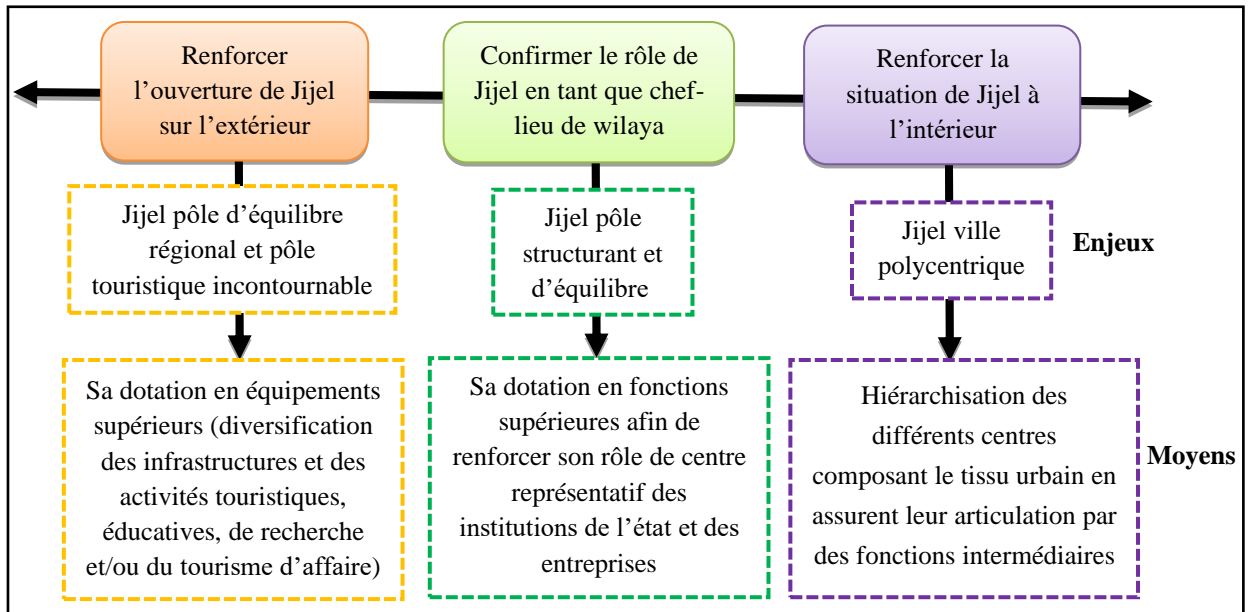 Renforcer
l’ouverture de Jijel
sur l’extérieur
Confirmer le rôle de
Jijel en tant que chef-
lieu de wilaya
Renforcer la
situation de Jijel à
l’intérieur
Jijel pôle d’équilibre
régional et pôle
touristique incontournable
Jijel pôle
structurant et
d’équilibre
Jijel ville
polycentrique
Enjeux
Sa dotation en équipements
supérieurs (diversification
des infrastructures et des
activités touristiques,
éducatives, de recherche
et/ou du tourisme d’affaire)
Sa dotation en fonctions
supérieures afin de
renforcer son rôle de centre
représentatif des
institutions de l’état et des
entreprises
Hiérarchisation des
différents centres
composant le tissu urbain en
assurent leur articulation par
des fonctions intermédiaires
Moyens